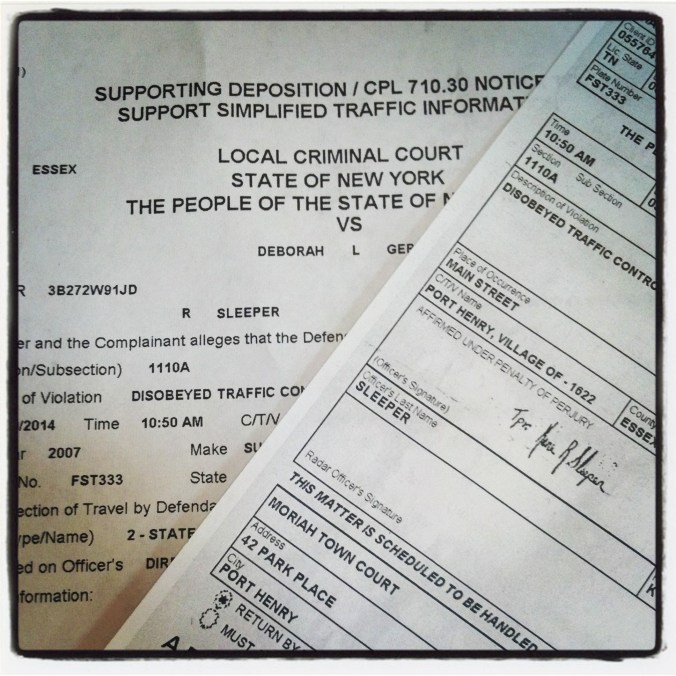 SUPPORTING DEPOSITION / CPL 710.30 NOTICE
SUPPORT SIMPLIFIED TRAFFIC INFORMAT
ESSEX
LOCAL CRIMINAL COURT
STATE OF NEW YORK
THE PEOPLE OF THE STATE OF N
VS
DEBORAH L GER
R 3B272W91JD
R SLEEPER
er and the Complainant alleges that the Defen
on/Subsection) 1110A
of Violation DISOBEYED TRAFFIC CON
/2014 Time 10:50 AM C/T/V
r 2007 Make SU
No. FST333 State
ection of Travel by Defenda
ype/Name) 2 - STATE
ed on Officer's DIR
formation:
Client ID
055764
Lic. State
TN
Plate Number
FST333
THE P
Time
10:50 AM
Section Sub Section
1110A
Description of Violation
DISOBEYED TRAFFIC CONTRO
Place of Occurrence
MAIN STREET
C/T/V Name
PORT HENRY, VILLAGE OF - 1622
County
ESSEX
AFFIRMED UNDER PENALTY OF PERJURY
(Officer's Signature)
Officer's Last Name
SLEEPER
Radar Officer's Signature
THIS MATTER IS SCHEDULED TO BE HANDLED
MORIAH TOWN COURT
Address
42 PARK PLACE
City
PORT HENRY
RETURN BY
MUST